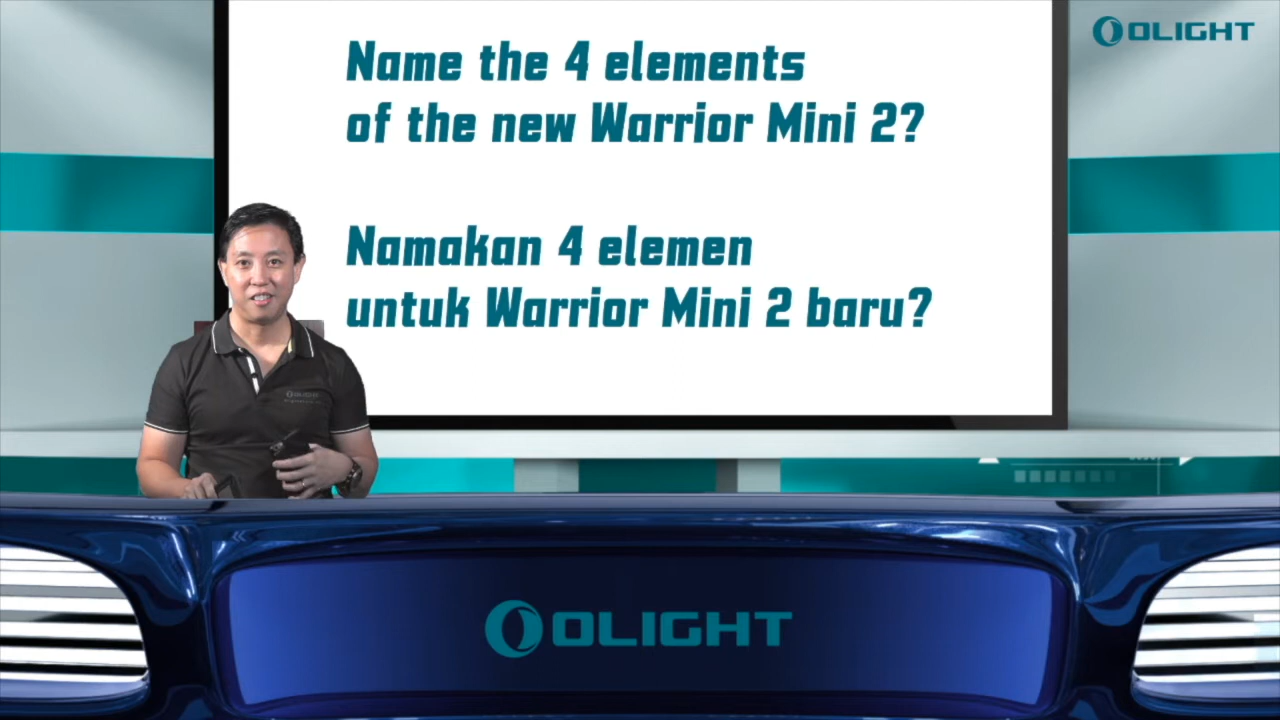 OLIGHT
Name the 4 elements
of the new Warrior Mini 2?
Namakan 4 elemen
untuk Warrior Mini 2 baru?
OLIGHT
OLIGHT